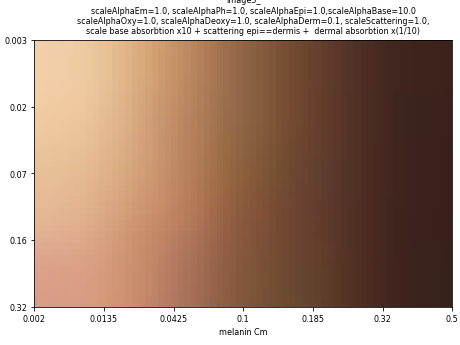 scaleAlphaEm=1.0, scaleAlphaPh=1.0, scaleAlphaEpi=1.0,scaleAlphaBase=10.0
scaleAlphaOxy=1.0, scaleAlphaDeoxy=1.0, scaleAlphaDerm=0.1, scaleScattering=1.0,
scale base absorbtion x10 + scattering epi==dermis + dermal absorbtion x(1/10)
0.003
0.02
0.07
0.16
0.32
0.002 0.0135 0.0425 0.1 0.185 0.32 0.5
melanin Cm